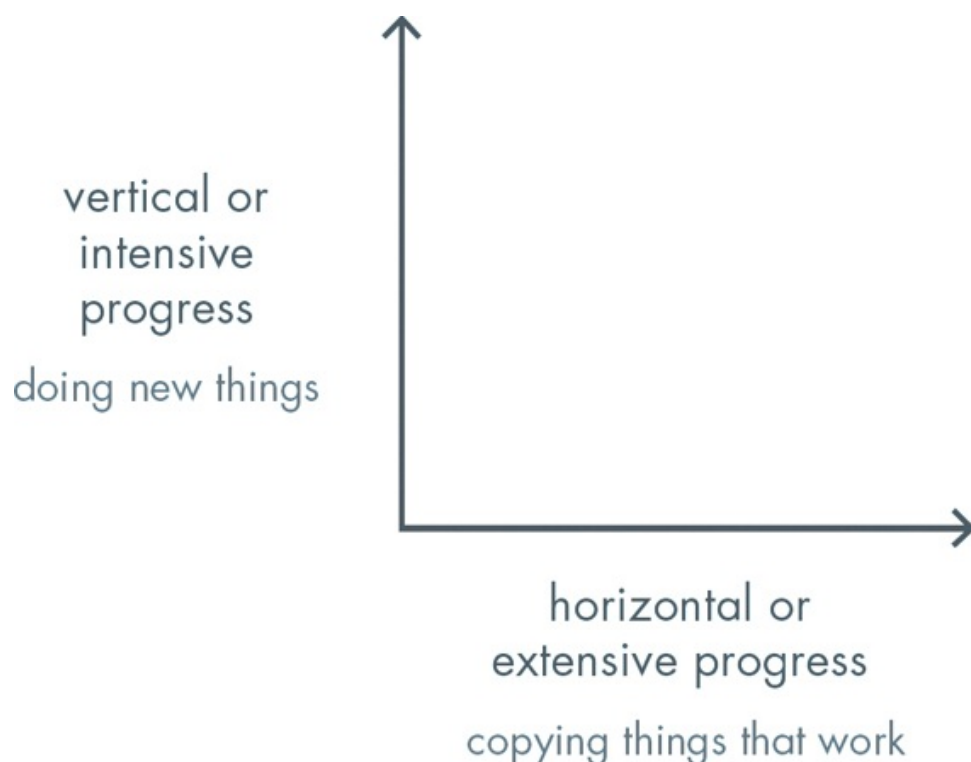 vertical or
intensive
progress
doing new things
horizontal or
extensive progress
copying things that work